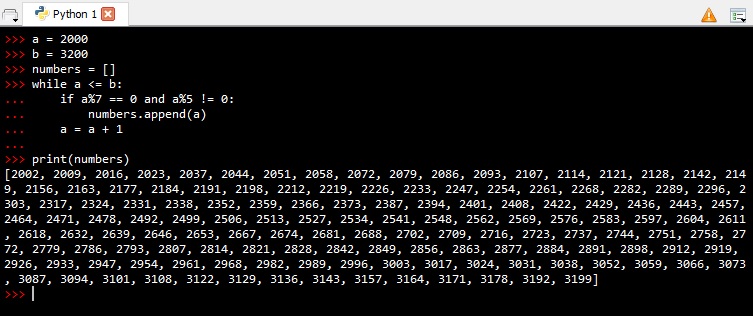 Python 1
>>> a = 2000
>>> b = 3200
>>> numbers = []
>>> while a <= b:
...     if a%7 == 0 and a%5 != 0:
...         numbers.append(a)
...     a = a + 1
...
>>> print(numbers)
[2002, 2009, 2016, 2023, 2037, 2044, 2051, 2058, 2072, 2079, 2086, 2093, 2107, 2114, 2121, 2128, 2142, 214
9, 2156, 2163, 2177, 2184, 2191, 2198, 2212, 2219, 2226, 2233, 2247, 2254, 2261, 2268, 2282, 2289, 2296, 2
303, 2317, 2324, 2331, 2338, 2352, 2359, 2366, 2373, 2387, 2394, 2401, 2408, 2422, 2429, 2436, 2443, 2457,
2464, 2471, 2478, 2492, 2499, 2506, 2513, 2527, 2534, 2541, 2548, 2562, 2569, 2576, 2583, 2597, 2604, 2611
, 2618, 2632, 2639, 2646, 2653, 2667, 2674, 2681, 2688, 2702, 2709, 2716, 2723, 2737, 2744, 2751, 2758, 27
72, 2779, 2786, 2793, 2807, 2814, 2821, 2828, 2842, 2849, 2856, 2863, 2877, 2884, 2891, 2898, 2912, 2919,
2926, 2933, 2947, 2954, 2961, 2968, 2982, 2989, 2996, 3003, 3017, 3024, 3031, 3038, 3052, 3059, 3066, 3073
, 3087, 3094, 3101, 3108, 3122, 3129, 3136, 3143, 3157, 3164, 3171, 3178, 3192, 3199]
>>>